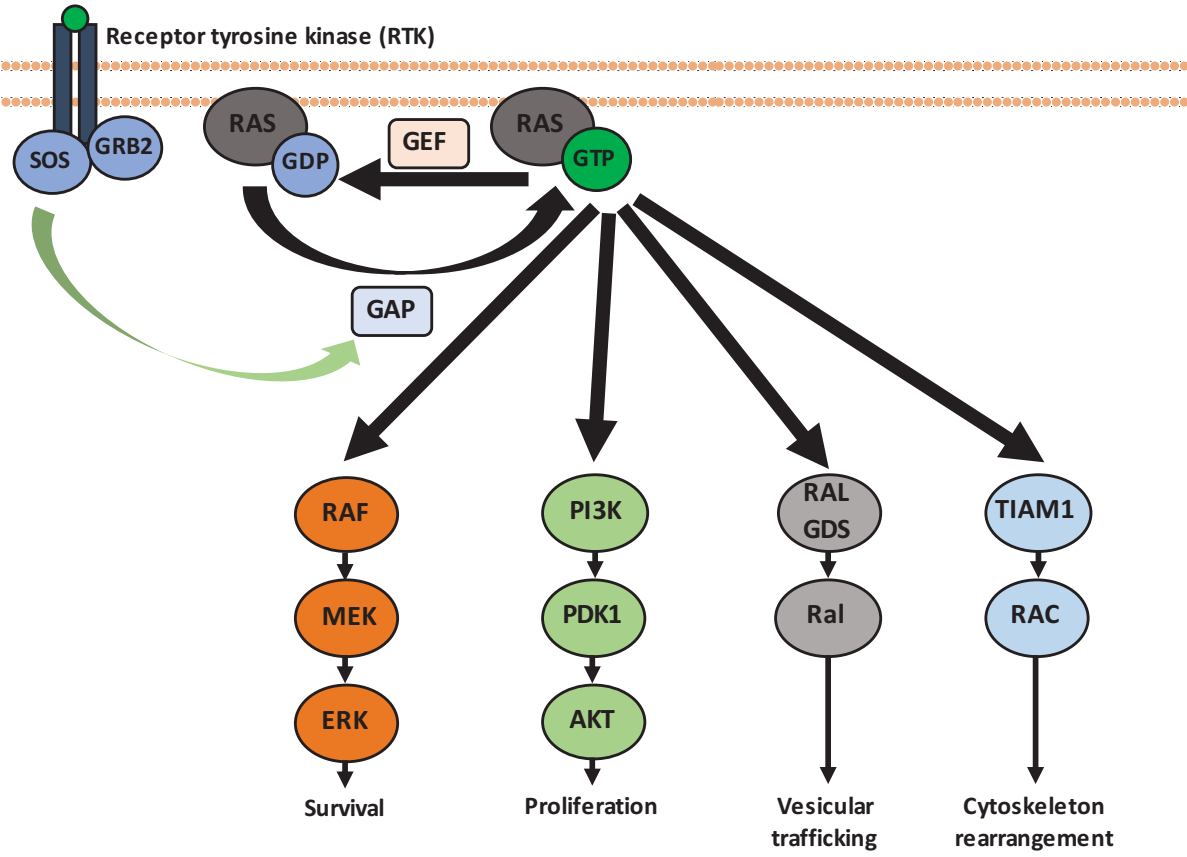 Receptor tyrosine kinase (RTK)
SOS
GRB2
RAS
GDP
GEF
RAS
GTP
GAP
RAF
MEK
ERK
Survival
PI3K
PDK1
AKT
Proliferation
RAL
GDS
Ral
Vesicular
trafficking
TIAM1
RAC
Cytoskeleton
rearrangement